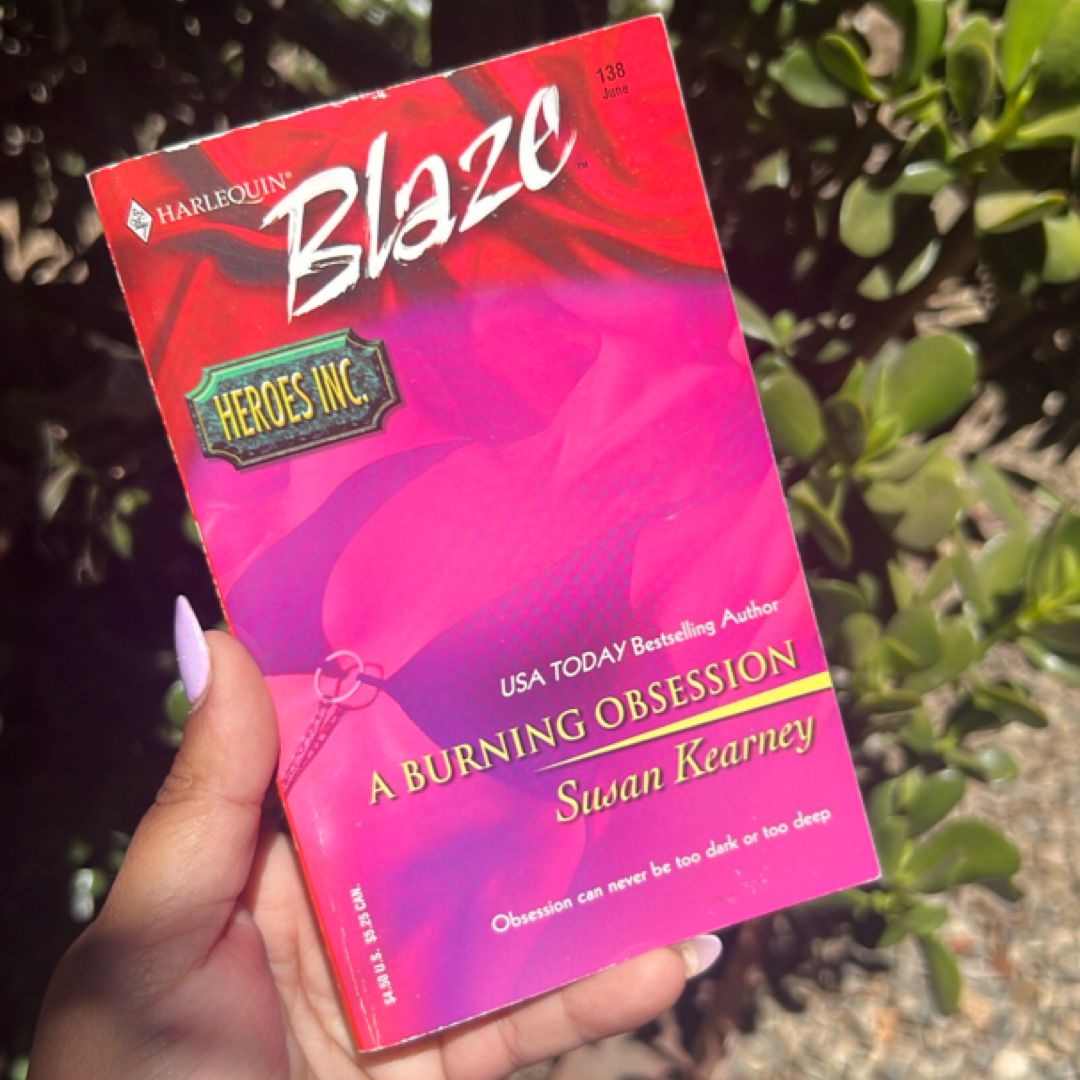 138
June
HARLEQUIN®
Blaze™
HEROES INC.
USA TODAY Bestselling Author
A BURNING OBSESSION
Susan Kearney
Obsession can never be too dark or too deep
$4.50 U.S. $5.25 CAN.